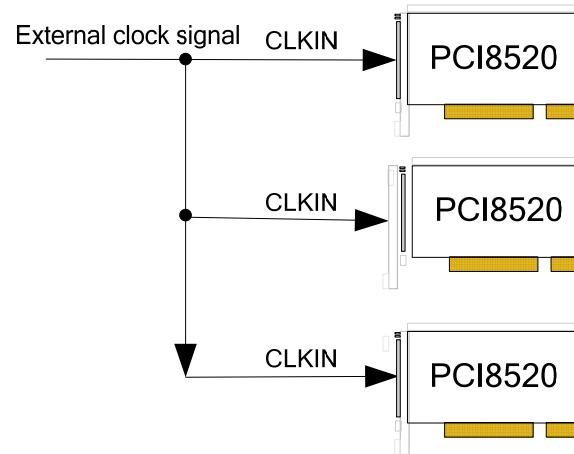 External clock signal
CLKIN
PCI8520
CLKIN
PCI8520
CLKIN
PCI8520